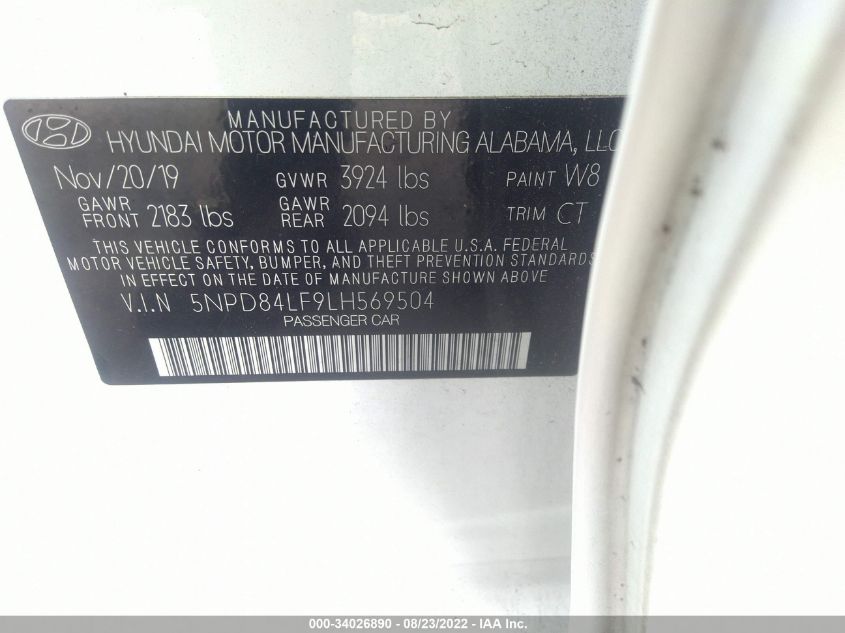 MANUFACTURED BY
HYUNDAI MOTOR MANUFACTURING ALABAMA, LLC
Nov/20/19 GVWR 3924 lbs PAINT W8
GAWR FRONT 2183 lbs GAWR REAR 2094 lbs TRIM CT
THIS VEHICLE CONFORMS TO ALL APPLICABLE U.S.A. FEDERAL
MOTOR VEHICLE SAFETY, BUMPER, AND THEFT PREVENTION STANDARDS
IN EFFECT ON THE DATE OF MANUFACTURE SHOWN ABOVE
V.I.N 5NPD84LF9LH569504
PASSENGER CAR
000-34026890 - 08/23/2022 - IAA Inc.